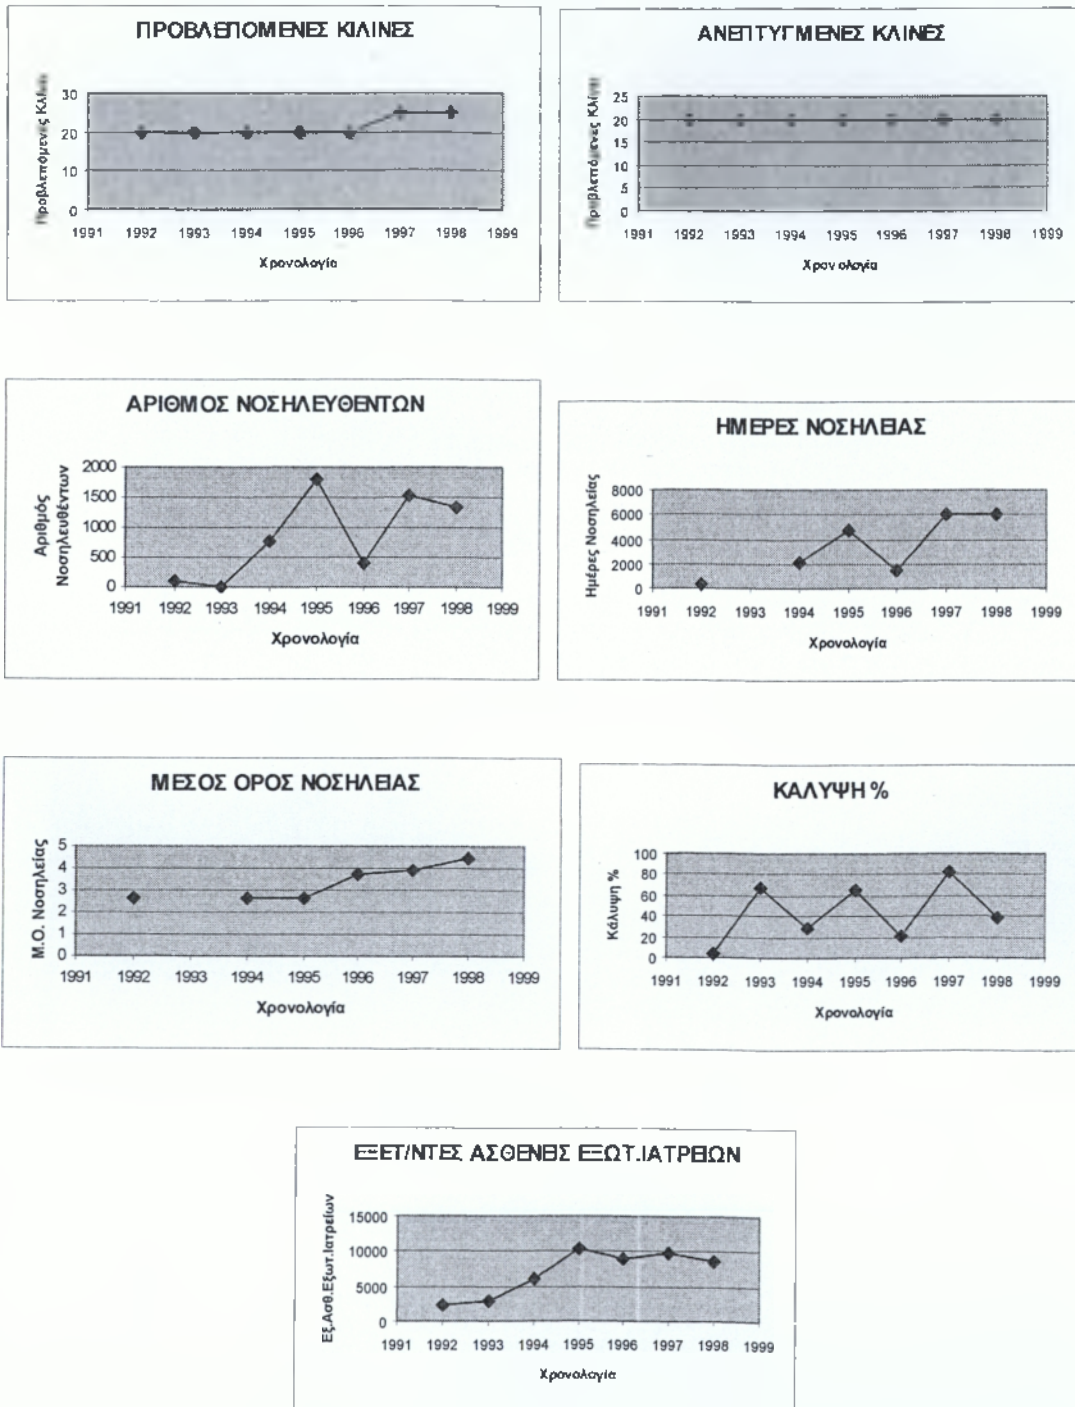 ΠΡΟΒΛΕΠΟΜΕΝΕΣ ΚΛΙΝΕΣ
Προβλεπόμενες Κλίνες
30
20
10
0
1991 1992 1993 1994 1995 1996 1997 1998 1999
Χρονολογία
ΑΝΕΠΤΥΓΜΕΝΕΣ ΚΛΙΝΕΣ
Προβλεπόμενες Κλίνες
25
20
15
10
5
0
1991 1992 1993 1994 1995 1996 1997 1998 1999
Χρονολογία
ΑΡΙΘΜΟΣ ΝΟΣΗΛΕΥΘΕΝΤΩΝ
Αριθμός
Νοσηλευθέντων
2000
1500
1000
500
0
1991 1992 1993 1994 1995 1996 1997 1998 1999
Χρονολογία
ΗΜΕΡΕΣ ΝΟΣΗΛΕΙΑΣ
Ημέρες Νοσηλείας
8000
6000
4000
2000
0
1991 1992 1993 1994 1995 1996 1997 1998 1999
Χρονολογία
ΜΕΣΟΣ ΟΡΟΣ ΝΟΣΗΛΕΙΑΣ
Μ.Ο. Νοσηλείας
5
4
3
2
1
0
1991 1992 1993 1994 1995 1996 1997 1998 1999
Χρονολογία
ΚΑΛΥΨΗ %
Κάλυψη %
100
80
60
40
20
0
1991 1992 1993 1994 1995 1996 1997 1998 1999
Χρονολογία
ΕΞΕΤ/ΝΤΕΣ ΑΣΘΕΝΕΙΣ ΕΞΩΤ.ΙΑΤΡΕΙΩΝ
Εξ.Ασθ.Εξωτ.Ιατρείων
15000
10000
5000
0
1991 1992 1993 1994 1995 1996 1997 1998 1999
Χρονολογία